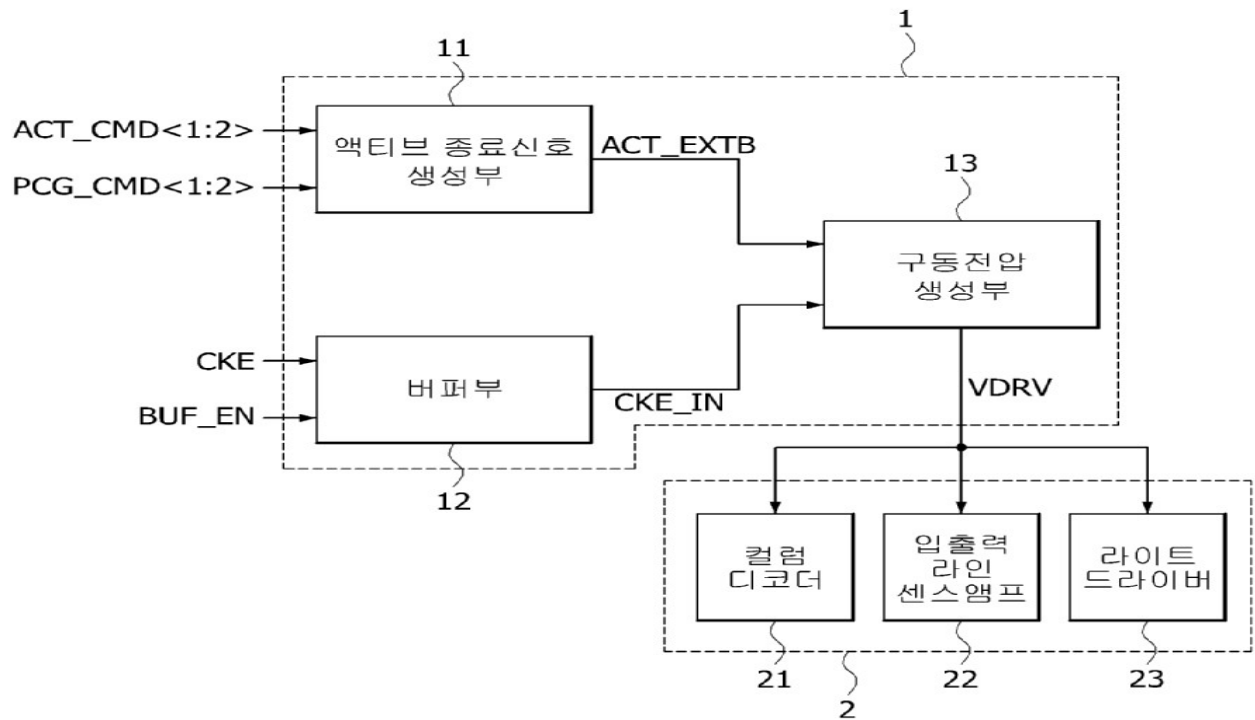 1
11
ACT_CMD<1:2>
PCG_CMD<1:2>
액티브 종료신호
생성부
ACT_EXTB
13
구동전압
생성부
CKE
BUF_EN
버퍼부
CKE_IN
12
VDRV
컬럼
디코더
입출력
라인
센스앰프
라이트
드라이버
21
22
23
2